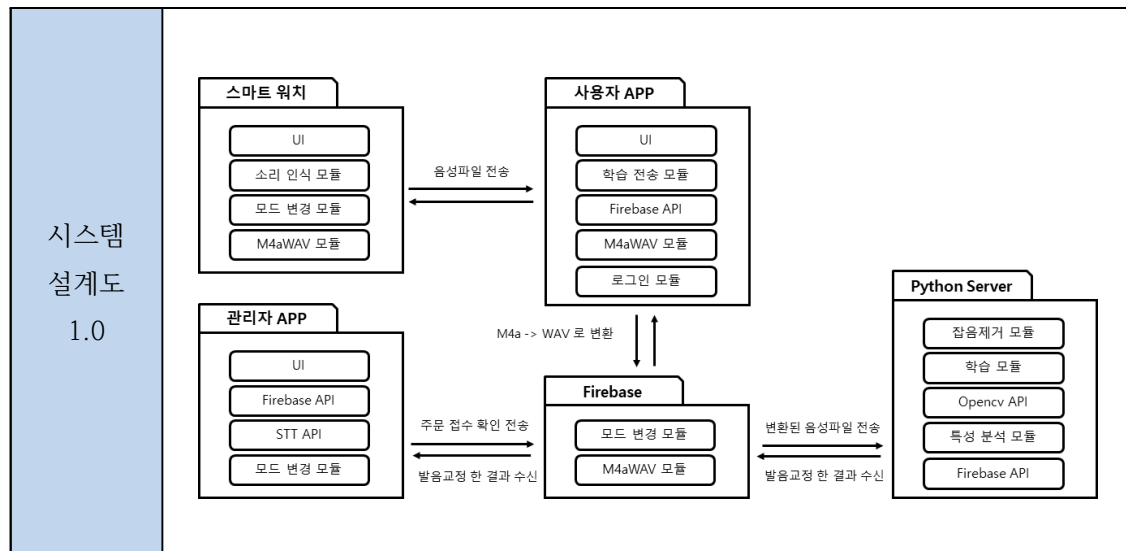 시스템
설계도
1.0
스마트 워치
UI
소리 인식 모듈
모드 변경 모듈
M4aWAV 모듈
음성파일 전송
사용자 APP
UI
학습 전송 모듈
Firebase API
M4aWAV 모듈
로그인 모듈
M4a -> WAV 로 변환
관리자 APP
UI
Firebase API
STT API
모드 변경 모듈
주문 접수 확인 전송
발음교정 한 결과 수신
Firebase
모드 변경 모듈
M4aWAV 모듈
변환된 음성파일 전송
발음교정 한 결과 수신
Python Server
잡음제거 모듈
학습 모듈
Opencv API
특성 분석 모듈
Firebase API